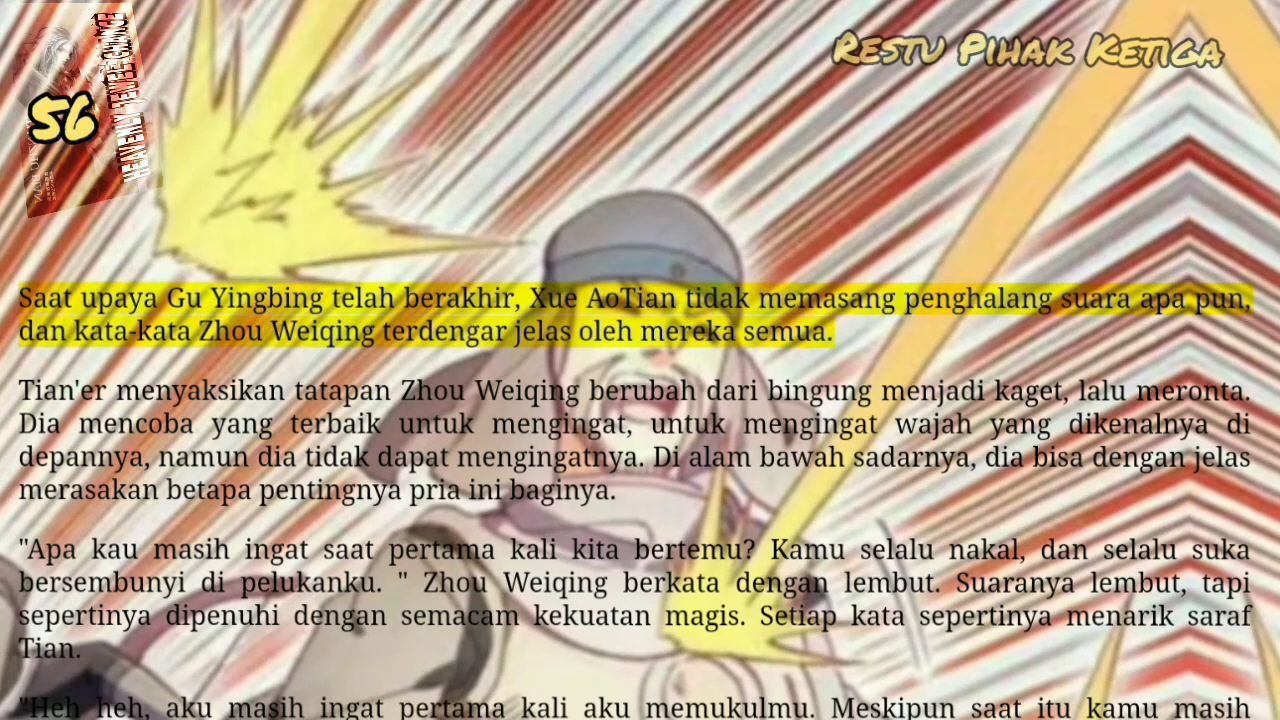 56
HEAVENLY JEWEL CHANGE
Restu Pihak Ketiga
Saat upaya Gu Yingbing telah berakhir, Xue AoTian tidak memasang penghalang suara apa pun,
dan kata-kata Zhou Weiqing terdengar jelas oleh mereka semua.
Tian'er menyaksikan tatapan Zhou Weiqing berubah dari bingung menjadi kaget, lalu meronta.
Dia mencoba yang terbaik untuk mengingat, untuk mengingat wajah yang dikenalnya di
depannya, namun dia tidak dapat mengingatnya. Di alam bawah sadarnya, dia bisa dengan jelas
merasakan betapa pentingnya pria ini baginya.
"Apa kau masih ingat saat pertama kali kita bertemu? Kamu selalu nakal, dan selalu suka
bersembunyi di pelukanku. " Zhou Weiqing berkata dengan lembut. Suaranya lembut, tapi
sepertinya dipenuhi dengan semacam kekuatan magis. Setiap kata sepertinya menarik saraf
Tian.
"Heh heh, aku masih ingat pertama kali aku memukulmu. Meskipun saat itu kamu masih